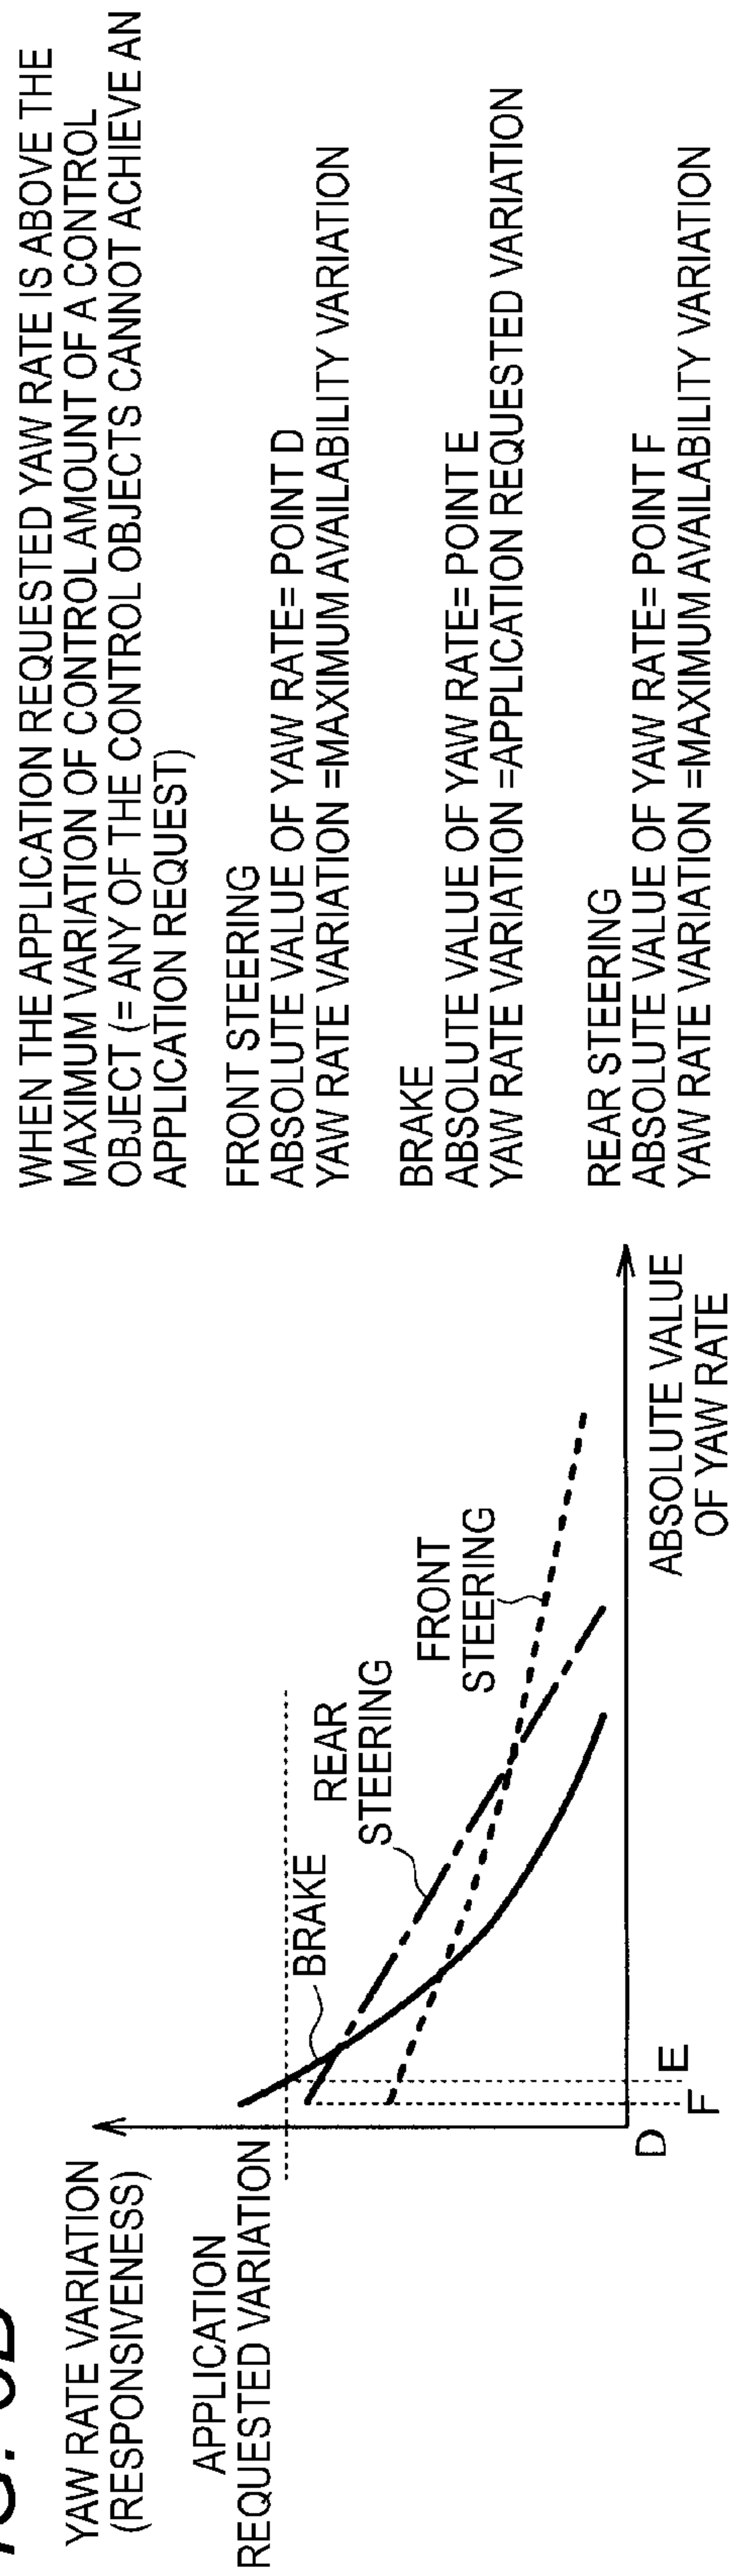 YAW RATE VARIATION
(RESPONSIVENESS)
APPLICATION
REQUESTED VARIATION
BRAKE
REAR
STEERING
FRONT
STEERING
D
F
E
ABSOLUTE VALUE
OF YAW RATE
WHEN THE APPLICATION REQUESTED YAW RATE IS ABOVE THE
MAXIMUM VARIATION OF CONTROL AMOUNT OF A CONTROL
OBJECT (= ANY OF THE CONTROL OBJECTS CANNOT ACHIEVE AN
APPLICATION REQUEST)
FRONT STEERING
ABSOLUTE VALUE OF YAW RATE= POINT D
YAW RATE VARIATION =MAXIMUM AVAILABILITY VARIATION
BRAKE
ABSOLUTE VALUE OF YAW RATE= POINT E
YAW RATE VARIATION =APPLICATION REQUESTED VARIATION
REAR STEERING
ABSOLUTE VALUE OF YAW RATE= POINT F
YAW RATE VARIATION =MAXIMUM AVAILABILITY VARIATION